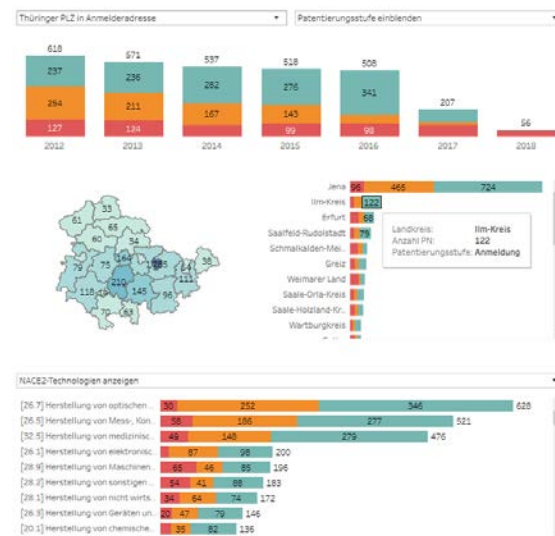 Thüringer PLZ in Anmelderadresse
Patentierungsstufe einblenden
618 571 537 518 508 207 56
237 236 282 276 341
254 211 167 143
127 124 99 98
2012 2013 2014 2015 2016 2017 2018
Jena 96 465 724
Ilm-Kreis 122
Erfurt 68
Saalfeld-Rudolstadt 79
Schmalkalden-Mei..
Greiz
Weimarer Land
Saale-Orla-Kreis
Saale-Holzland-Kr..
Wartburgkreis
Landkreis: Ilm-Kreis
Anzahl PN: 122
Patentierungsstufe: Anmeldung
33
61
65
60
34
38
79 75 164
111
210
118 145 96
70 63
NACE2-Technologien anzeigen
[26.7] Herstellung von optischen .. 30 252 346 628
[26.5] Herstellung von Mess-, Kon.. 58 186 277 521
[32.5] Herstellung von medizinisc.. 49 148 279 476
[26.1] Herstellung von elektronisc.. 87 98 200
[28.9] Herstellung von Maschinen.. 65 46 85 196
[28.2] Herstellung von sonstigen .. 54 41 88 183
[28.1] Herstellung von nicht wirts.. 34 64 74 172
[26.3] Herstellung von Geräten un.. 20 47 79 146
[20.1] Herstellung von chemische.. 35 82 136